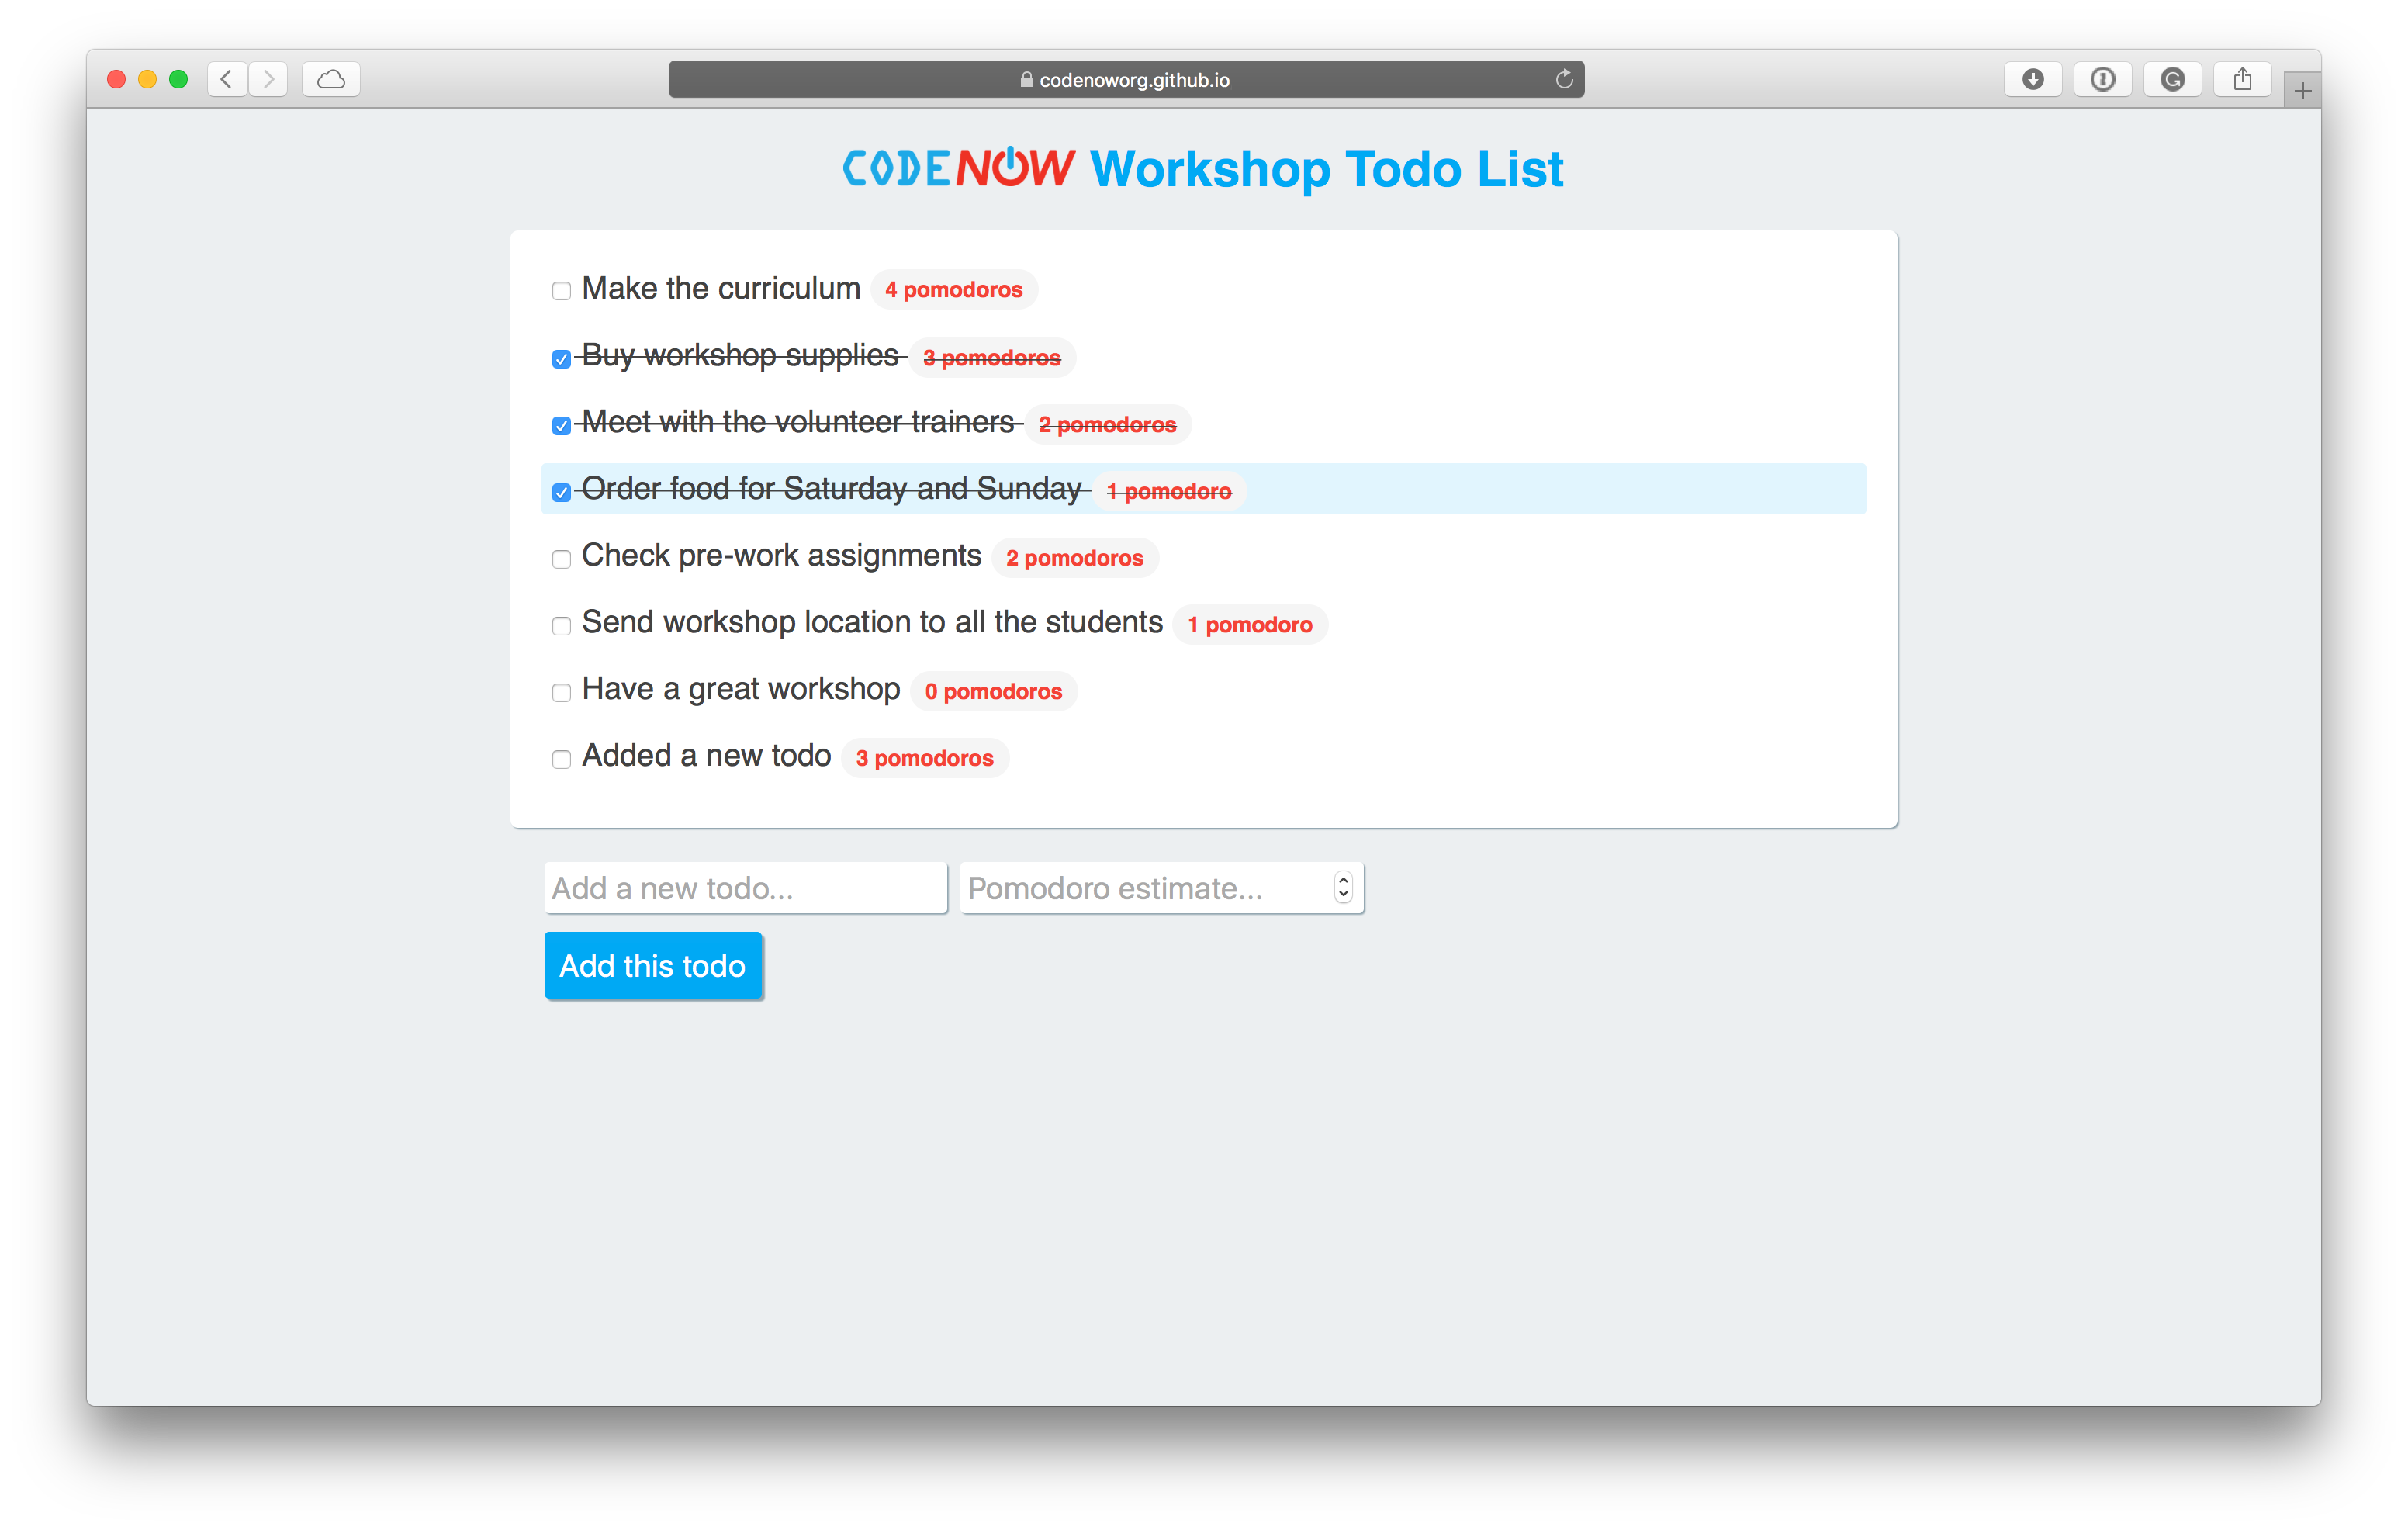 codenoworg.github.io
CODENOW Workshop Todo List
Make the curriculum 4 pomodoros
Buy workshop supplies 3 pomodoros
Meet with the volunteer trainers 2 pomodoros
Order food for Saturday and Sunday 1 pomodoro
Check pre-work assignments 2 pomodoros
Send workshop location to all the students 1 pomodoro
Have a great workshop 0 pomodoros
Added a new todo 3 pomodoros
Add a new todo... Pomodoro estimate...
Add this todo